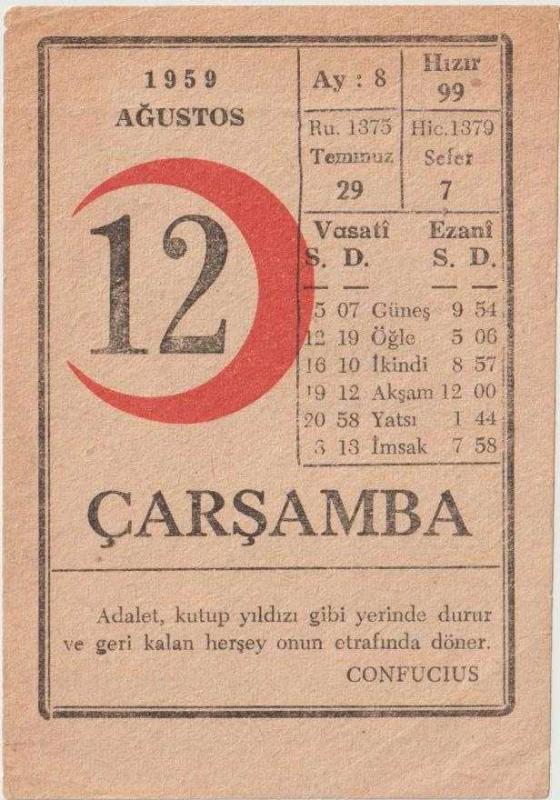 1959
AĞUSTOS
12
Ay : 8
Hızır
99
Ru. 1375
Temmuz
29
Hic.1379
Sefer
7
Vasatî Ezanî
S. D. S. D.
5 07 Güneş 9 54
12 19 Öğle 5 06
16 10 İkindi 8 57
19 12 Akşam 12 00
20 58 Yatsı 1 44
3 13 İmsak 7 58
ÇARŞAMBA
Adalet, kutup yıldızı gibi yerinde durur
ve geri kalan herşey onun etrafında döner.
CONFUCIUS